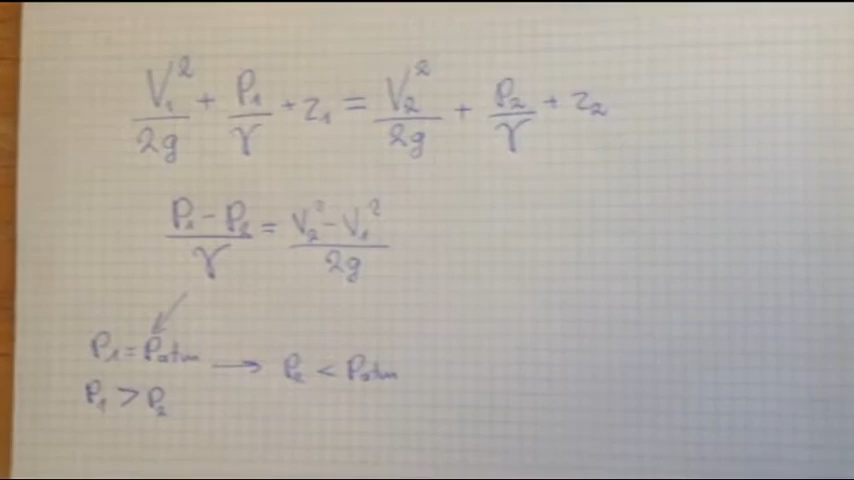 V₁²/2g + P₁/γ + z₁ = V₂²/2g + P₂/γ + z₂
P₁ - P₂/γ = V₂² - V₁²/2g
P₁ = Patm → P₂ < Patm
P₁ > P₂